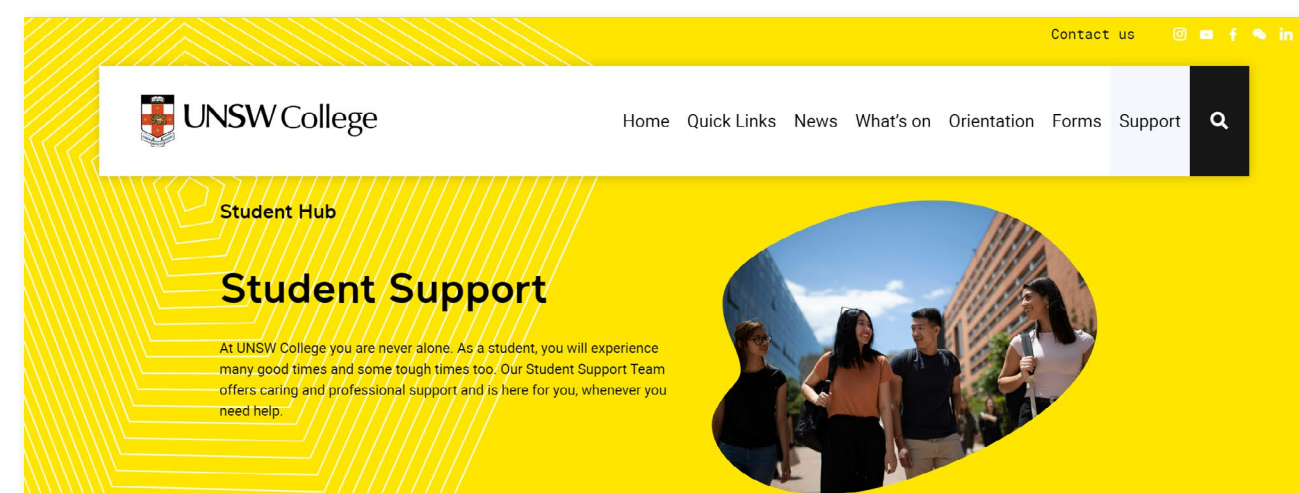 Contact us
UNSW College
Home Quick Links News What's on Orientation Forms Support
Student Hub
Student Support
At UNSW College you are never alone. As a student, you will experience
many good times and some tough times too. Our Student Support Team
offers caring and professional support and is here for you, whenever you
need help.